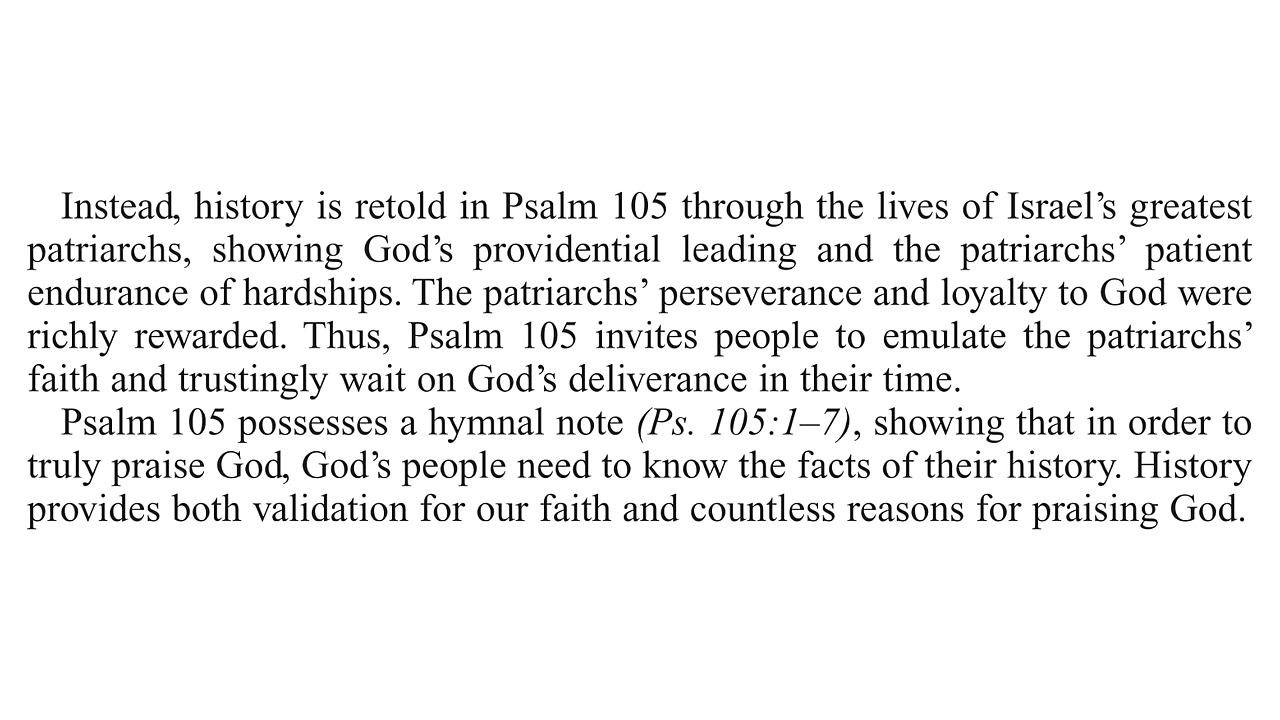 Instead, history is retold in Psalm 105 through the lives of Israel’s greatest
patriarchs, showing God’s providential leading and the patriarchs’ patient
endurance of hardships. The patriarchs’ perseverance and loyalty to God were
richly rewarded. Thus, Psalm 105 invites people to emulate the patriarchs’
faith and trustingly wait on God’s deliverance in their time.
Psalm 105 possesses a hymnal note (Ps. 105:1–7), showing that in order to
truly praise God, God’s people need to know the facts of their history. History
provides both validation for our faith and countless reasons for praising God.